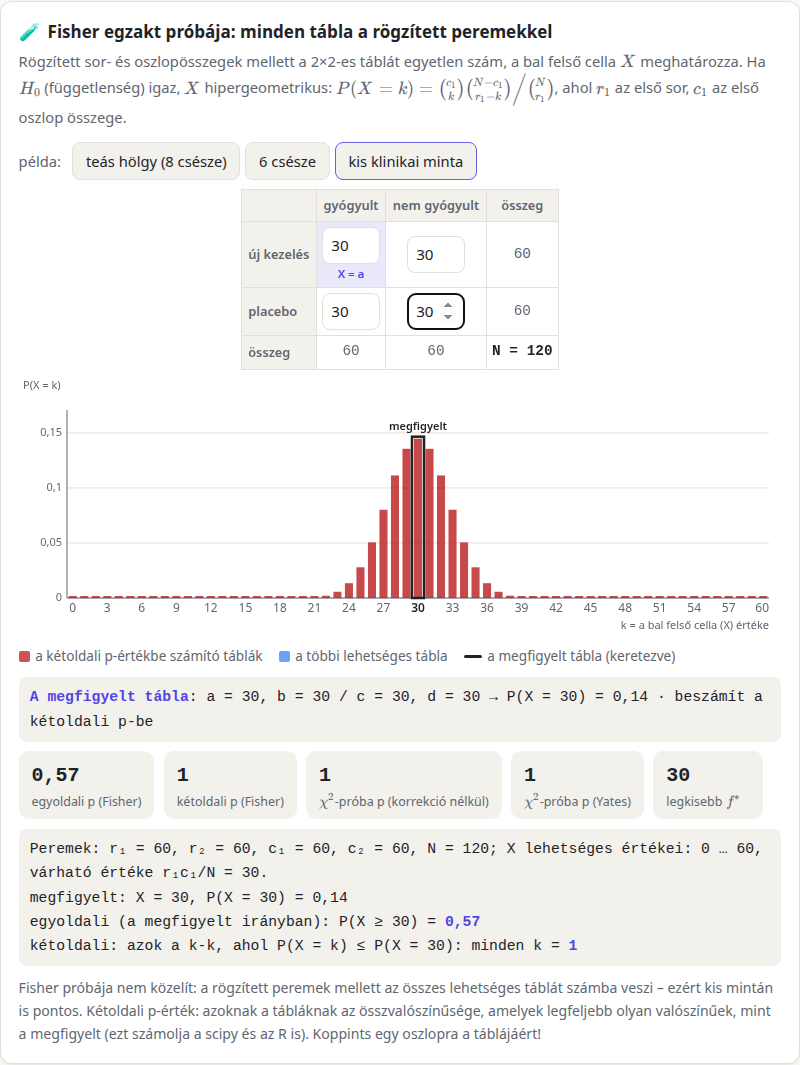 🧪 Fisher egzakt próbája: minden tábla a rögzített peremekkel
Rögzített sor- és oszlopösszegek mellett a 2×2-es táblát egyetlen szám, a bal felső cella X meghatározza. Ha
H₀ (függetlenség) igaz, X hipergeometrikus: P(X = k) = (c₁ k)(N−c₁ r₁−k) / (N r₁), ahol r₁ az első sor, c₁ az első
oszlop összege.
példa: teás hölgy (8 csésze) 6 csésze kis klinikai minta
gyógyult nem gyógyult összeg
új kezelés 30 30 60
X = a
placebo 30 30 60
összeg 60 60 N = 120
P(X = k)
megfigyelt
0,15
0,1
0,05
0
0 3 6 9 12 15 18 21 24 27 30 33 36 39 42 45 48 51 54 57 60
k = a bal felső cella (X) értéke
a kétoldali p-értékbe számító táblák a többi lehetséges tábla a megfigyelt tábla (keretezve)
A megfigyelt tábla: a = 30, b = 30 / c = 30, d = 30 → P(X = 30) = 0,14 · beszámít a
kétoldali p-be
0,57 1 1 1 30
egyoldali p (Fisher) kétoldali p (Fisher) χ²-próba p (korrekció nélkül) χ²-próba p (Yates) legkisebb f*
Peremek: r₁ = 60, r₂ = 60, c₁ = 60, c₂ = 60, N = 120; X lehetséges értékei: 0 … 60,
várható értéke r₁c₁/N = 30.
megfigyelt: X = 30, P(X = 30) = 0,14
egyoldali (a megfigyelt irányban): P(X ≥ 30) = 0,57
kétoldali: azok a k-k, ahol P(X = k) ≤ P(X = 30): minden k = 1
Fisher próbája nem közelít: a rögzített peremek mellett az összes lehetséges táblát számba veszi – ezért kis mintán
is pontos. Kétoldali p-érték: azoknak a tábláknak az összvalószínűsége, amelyek legfeljebb olyan valószínűek, mint
a megfigyelt (ezt számolja a scipy és az R is). Koppints egy oszlopra a táblájáért!